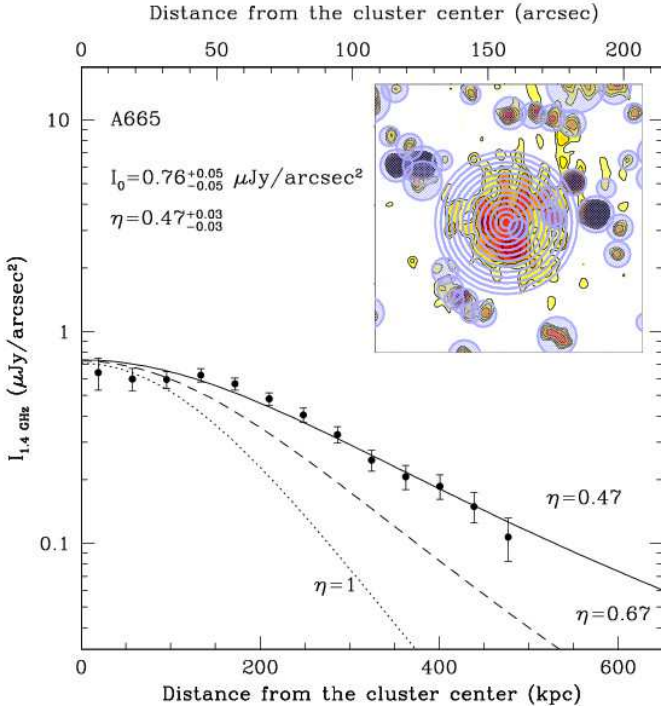 Distance from the cluster center (arcsec)
0 50 100 150 200
10
A665
I₀=0.76⁺⁰·⁰⁵₋₀.₀₅ μJy/arcsec²
η=0.47⁺⁰·⁰³₋₀.₀₃
I₁.₄ GHz (μJy/arcsec²)
1
0.1
η=0.47
η=1
η=0.67
0 200 400 600
Distance from the cluster center (kpc)